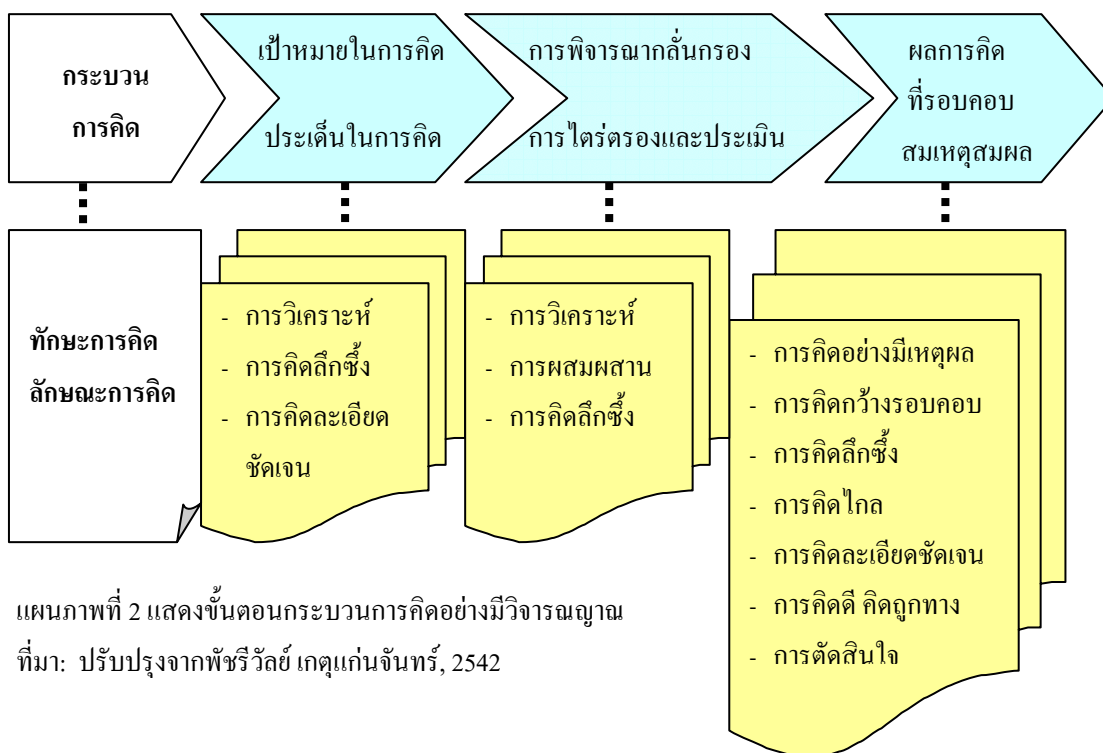 กระบวน
การคิด
เป้าหมายในการคิด
ประเด็นในการคิด
การพิจารณากลั่นกรอง
การไตร่ตรองและประเมิน
ผลการคิด
ที่รอบคอบ
สมเหตุสมผล
ทักษะการคิด
ลักษณะการคิด
- การวิเคราะห์
- การคิดลึกซึ้ง
- การคิดละเอียด
ชัดเจน
- การวิเคราะห์
- การผสมผสาน
- การคิดลึกซึ้ง
- การคิดอย่างมีเหตุผล
- การคิดกว้างรอบคอบ
- การคิดลึกซึ้ง
- การคิดไกล
- การคิดละเอียดชัดเจน
- การคิดดี คิดถูกทาง
- การตัดสินใจ
แผนภาพที่ 2 แสดงขั้นตอนกระบวนการคิดอย่างมีวิจารณญาณ
ที่มา: ปรับปรุงจากพัชรีวัลย์ เกตุแก่นจันทร์, 2542